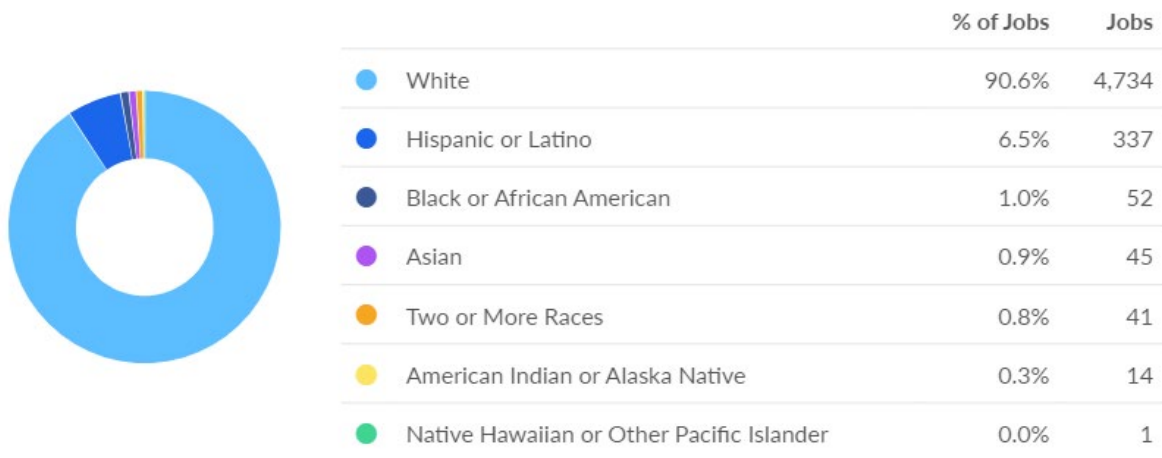 % of Jobs Jobs
White 90.6% 4,734
Hispanic or Latino 6.5% 337
Black or African American 1.0% 52
Asian 0.9% 45
Two or More Races 0.8% 41
American Indian or Alaska Native 0.3% 14
Native Hawaiian or Other Pacific Islander 0.0% 1